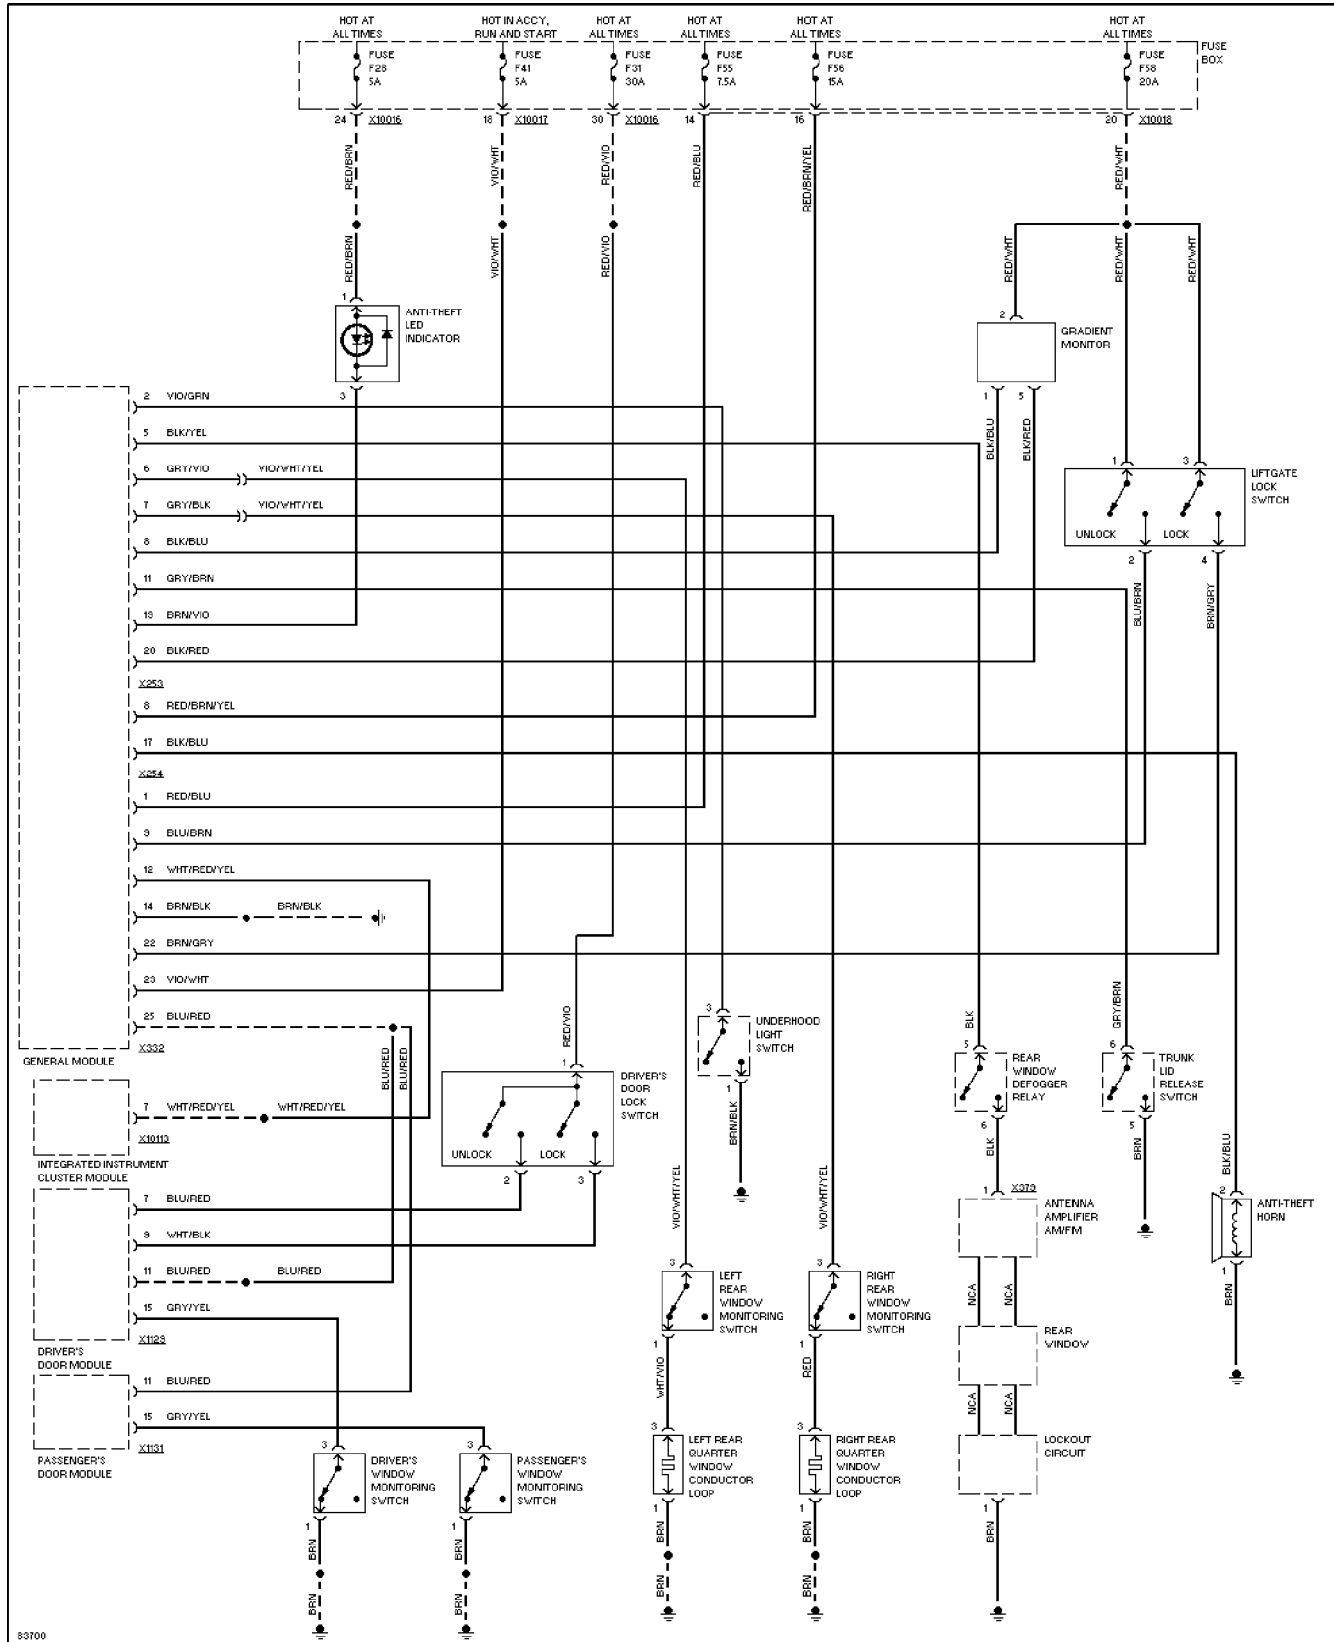 HOT AT
ALL TIMES
HOT IN ACC'Y,
RUN AND START
HOT AT
ALL TIMES
HOT AT
ALL TIMES
HOT AT
ALL TIMES
HOT AT
ALL TIMES
FUSE
F28
5A
FUSE
F41
5A
FUSE
F31
30A
FUSE
F55
7.5A
FUSE
F56
15A
FUSE
F58
20A
FUSE
BOX
24 X10016
18 X10017
30 X10016
14
16
20 X10018
RED/BRN
VIO/WHT
RED/VIO
RED/BLU
RED/BRN/YEL
RED/WHT
RED/BRN
VIO/WHT
RED/VIO
RED/WHT
RED/WHT
RED/WHT
1
ANTI-THEFT
LED
INDICATOR
3
2
GRADIENT
MONITOR
1
5
BLK/BLU
BLK/RED
1
3
LIFTGATE
LOCK
SWITCH
UNLOCK
LOCK
2
4
BLU/BRN
BRN/GRY
2 VIO/GRN
5 BLK/YEL
6 GRY/VIO VIO/WHT/YEL
7 GRY/BLK VIO/WHT/YEL
8 BLK/BLU
11 GRY/BRN
19 BRN/VIO
20 BLK/RED
X253
8 RED/BRN/YEL
17 BLK/BLU
X254
1 RED/BLU
9 BLU/BRN
12 WHT/RED/YEL
14 BRN/BLK BRN/BLK
22 BRN/GRY
23 VIO/WHT
25 BLU/RED
X332
GENERAL MODULE
BLU/RED
BLU/RED
7 WHT/RED/YEL WHT/RED/YEL
X10113
INTEGRATED INSTRUMENT
CLUSTER MODULE
7 BLU/RED
9 WHT/BLK
11 BLU/RED BLU/RED
15 GRY/YEL
X1123
DRIVER'S
DOOR MODULE
11 BLU/RED
15 GRY/YEL
X1131
PASSENGER'S
DOOR MODULE
RED/VIO
1
DRIVER'S
DOOR
LOCK
SWITCH
UNLOCK
LOCK
2
3
3
UNDERHOOD
LIGHT
SWITCH
1
BRN/BLK
BLK
5
REAR
WINDOW
DEFOGGER
RELAY
6
BLK
GRY/BRN
6
TRUNK
LID
RELEASE
SWITCH
5
BRN
1 X379
ANTENNA
AMPLIFIER
AM/FM
NCA
NCA
REAR
WINDOW
NCA
NCA
LOCKOUT
CIRCUIT
1
BRN
BLK/BLU
2
ANTI-THEFT
HORN
1
BRN
VIO/WHT/YEL
3
LEFT
REAR
WINDOW
MONITORING
SWITCH
1
WHT/VIO
3
LEFT REAR
QUARTER
WINDOW
CONDUCTOR
LOOP
1
BRN
BRN
VIO/WHT/YEL
3
RIGHT
REAR
WINDOW
MONITORING
SWITCH
1
RED
3
RIGHT REAR
QUARTER
WINDOW
CONDUCTOR
LOOP
1
BRN
BRN
3
DRIVER'S
WINDOW
MONITORING
SWITCH
1
BRN
BRN
3
PASSENGER'S
WINDOW
MONITORING
SWITCH
1
BRN
BRN
83700